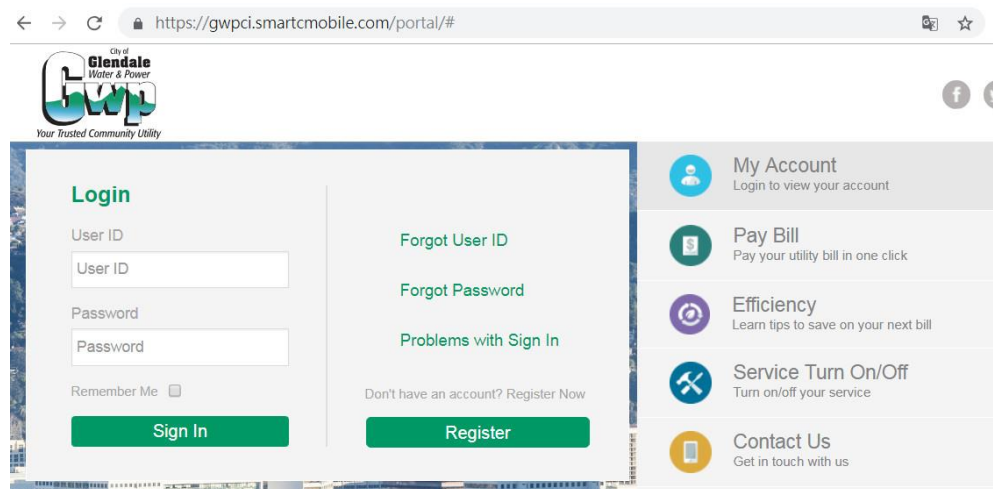 https://gwpci.smartcmobile.com/portal/#
City of
Glendale
Water & Power
GWP
Your Trusted Community Utility
Login
User ID
User ID
Password
Password
Remember Me
Sign In
Forgot User ID
Forgot Password
Problems with Sign In
Don't have an account? Register Now
Register
My Account
Login to view your account
Pay Bill
Pay your utility bill in one click
Efficiency
Learn tips to save on your next bill
Service Turn On/Off
Turn on/off your service
Contact Us
Get in touch with us